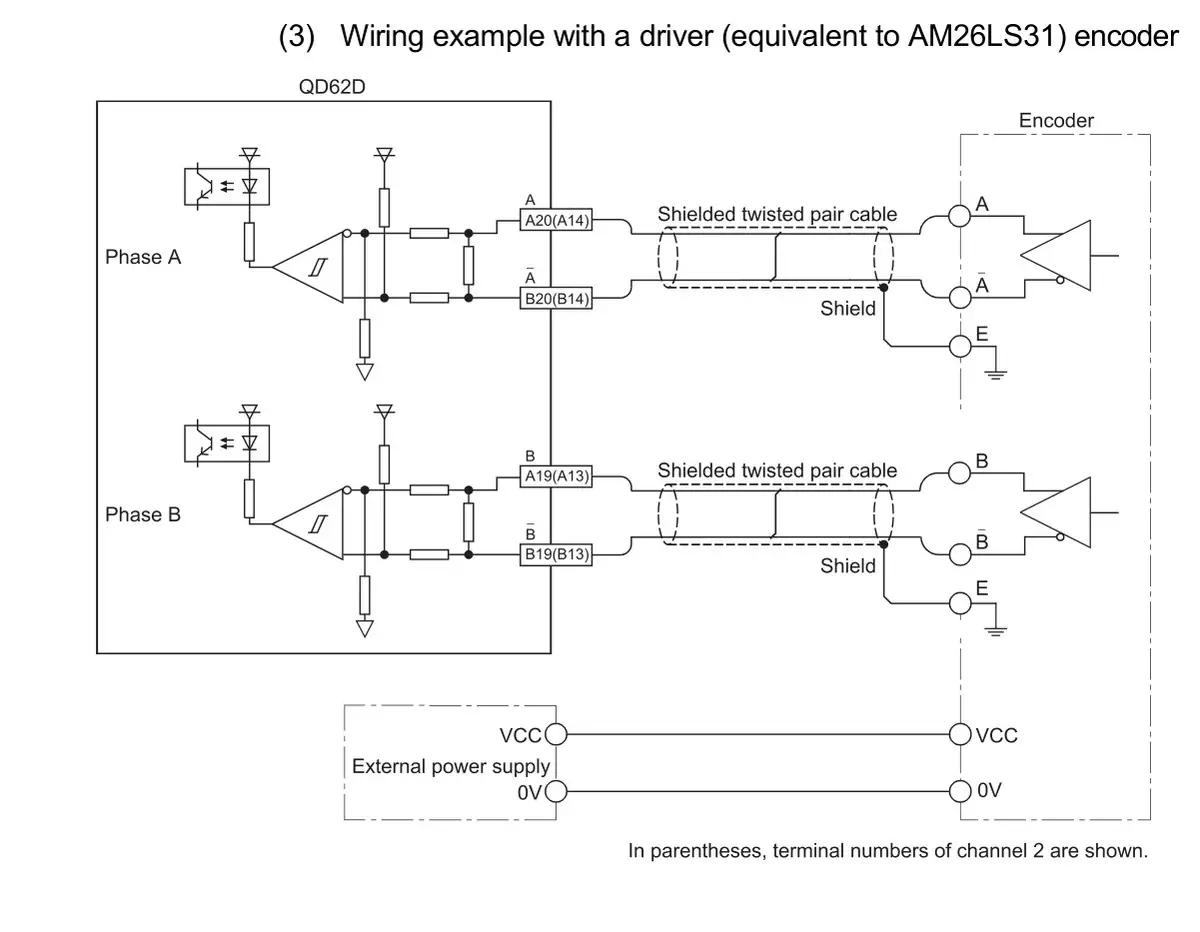 (3) Wiring example with a driver (equivalent to AM26LS31) encoder
QD62D
Encoder
A
A20(A14)
Shielded twisted pair cable
A
Phase A
A̅
B20(B14)
A̅
Shield
E
B
A19(A13)
Shielded twisted pair cable
B
Phase B
B̅
B19(B13)
B̅
Shield
E
VCC
VCC
External power supply
0V
0V
In parentheses, terminal numbers of channel 2 are shown.